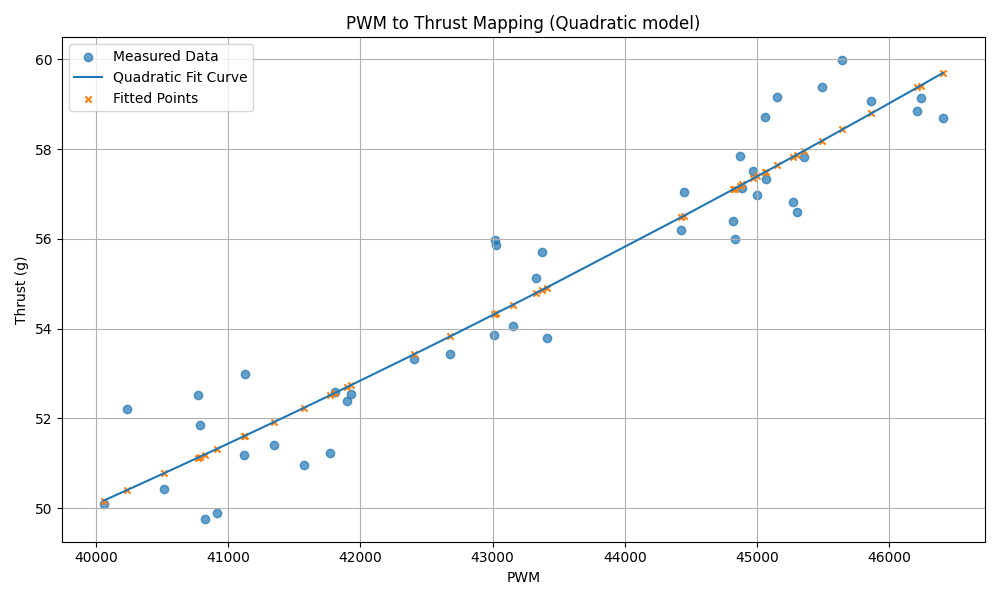 PWM to Thrust Mapping (Quadratic model)
Measured Data
Quadratic Fit Curve
Fitted Points
Thrust (g)
60
58
56
54
52
50
40000 41000 42000 43000 44000 45000 46000
PWM